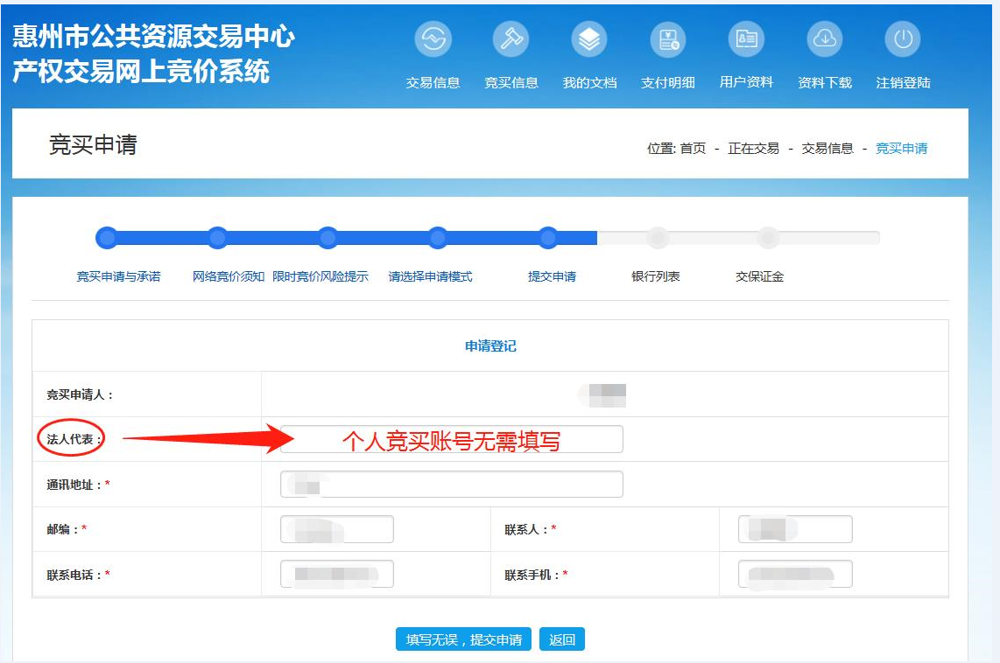 惠州市公共资源交易中心
产权交易网上竞价系统
交易信息 竞买信息 我的文档 支付明细 用户资料 资料下载 注销登陆
竞买申请
位置: 首页 - 正在交易 - 交易信息 - 竞买申请
竞买申请与承诺 网络竞价须知 限时竞价风险提示 请选择申请模式 提交申请 银行列表 交保证金
申请登记
竞买申请人：
法人代表： 个人竞买账号无需填写
通讯地址：*
邮编：* 联系人：*
联系电话：* 联系手机：*
填写无误，提交申请 返回